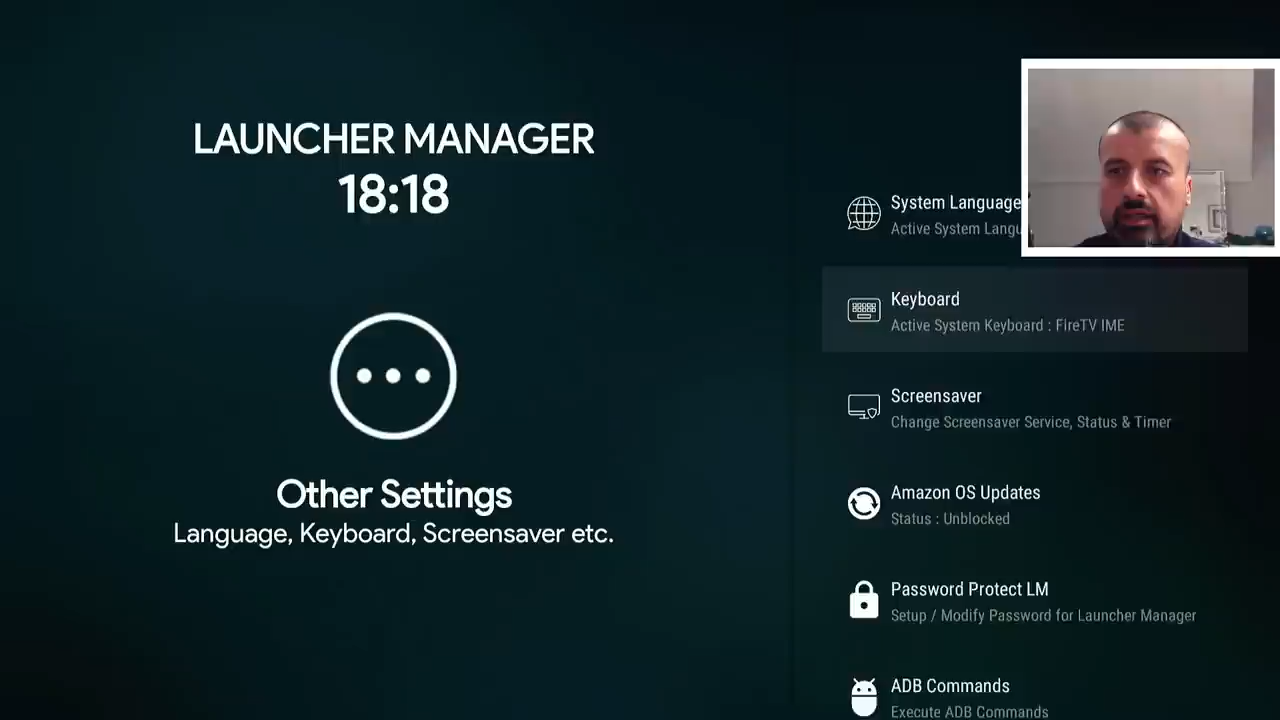 LAUNCHER MANAGER
18:18
Other Settings
Language, Keyboard, Screensaver etc.
System Language
Active System Langu
Keyboard
Active System Keyboard : FireTV IME
Screensaver
Change Screensaver Service, Status & Timer
Amazon OS Updates
Status : Unblocked
Password Protect LM
Setup / Modify Password for Launcher Manager
ADB Commands
Execute ADB Commands